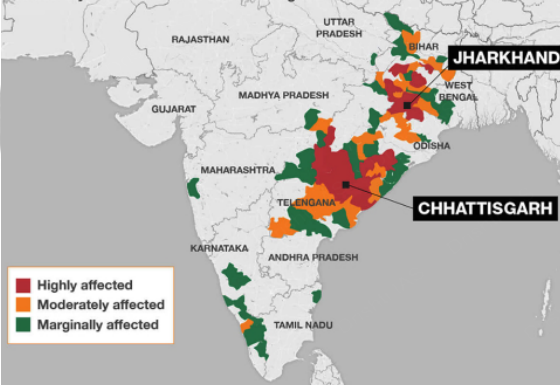 UTTAR
PRADESH
RAJASTHAN
BIHAR
JHARKHAND
WEST
BENGAL
MADHYA PRADESH
GUJARAT
ODISHA
MAHARASHTRA
TELENGANA
CHHATTISGARH
KARNATAKA
ANDHRA PRADESH
Highly affected
Moderately affected
Marginally affected
TAMIL NADU